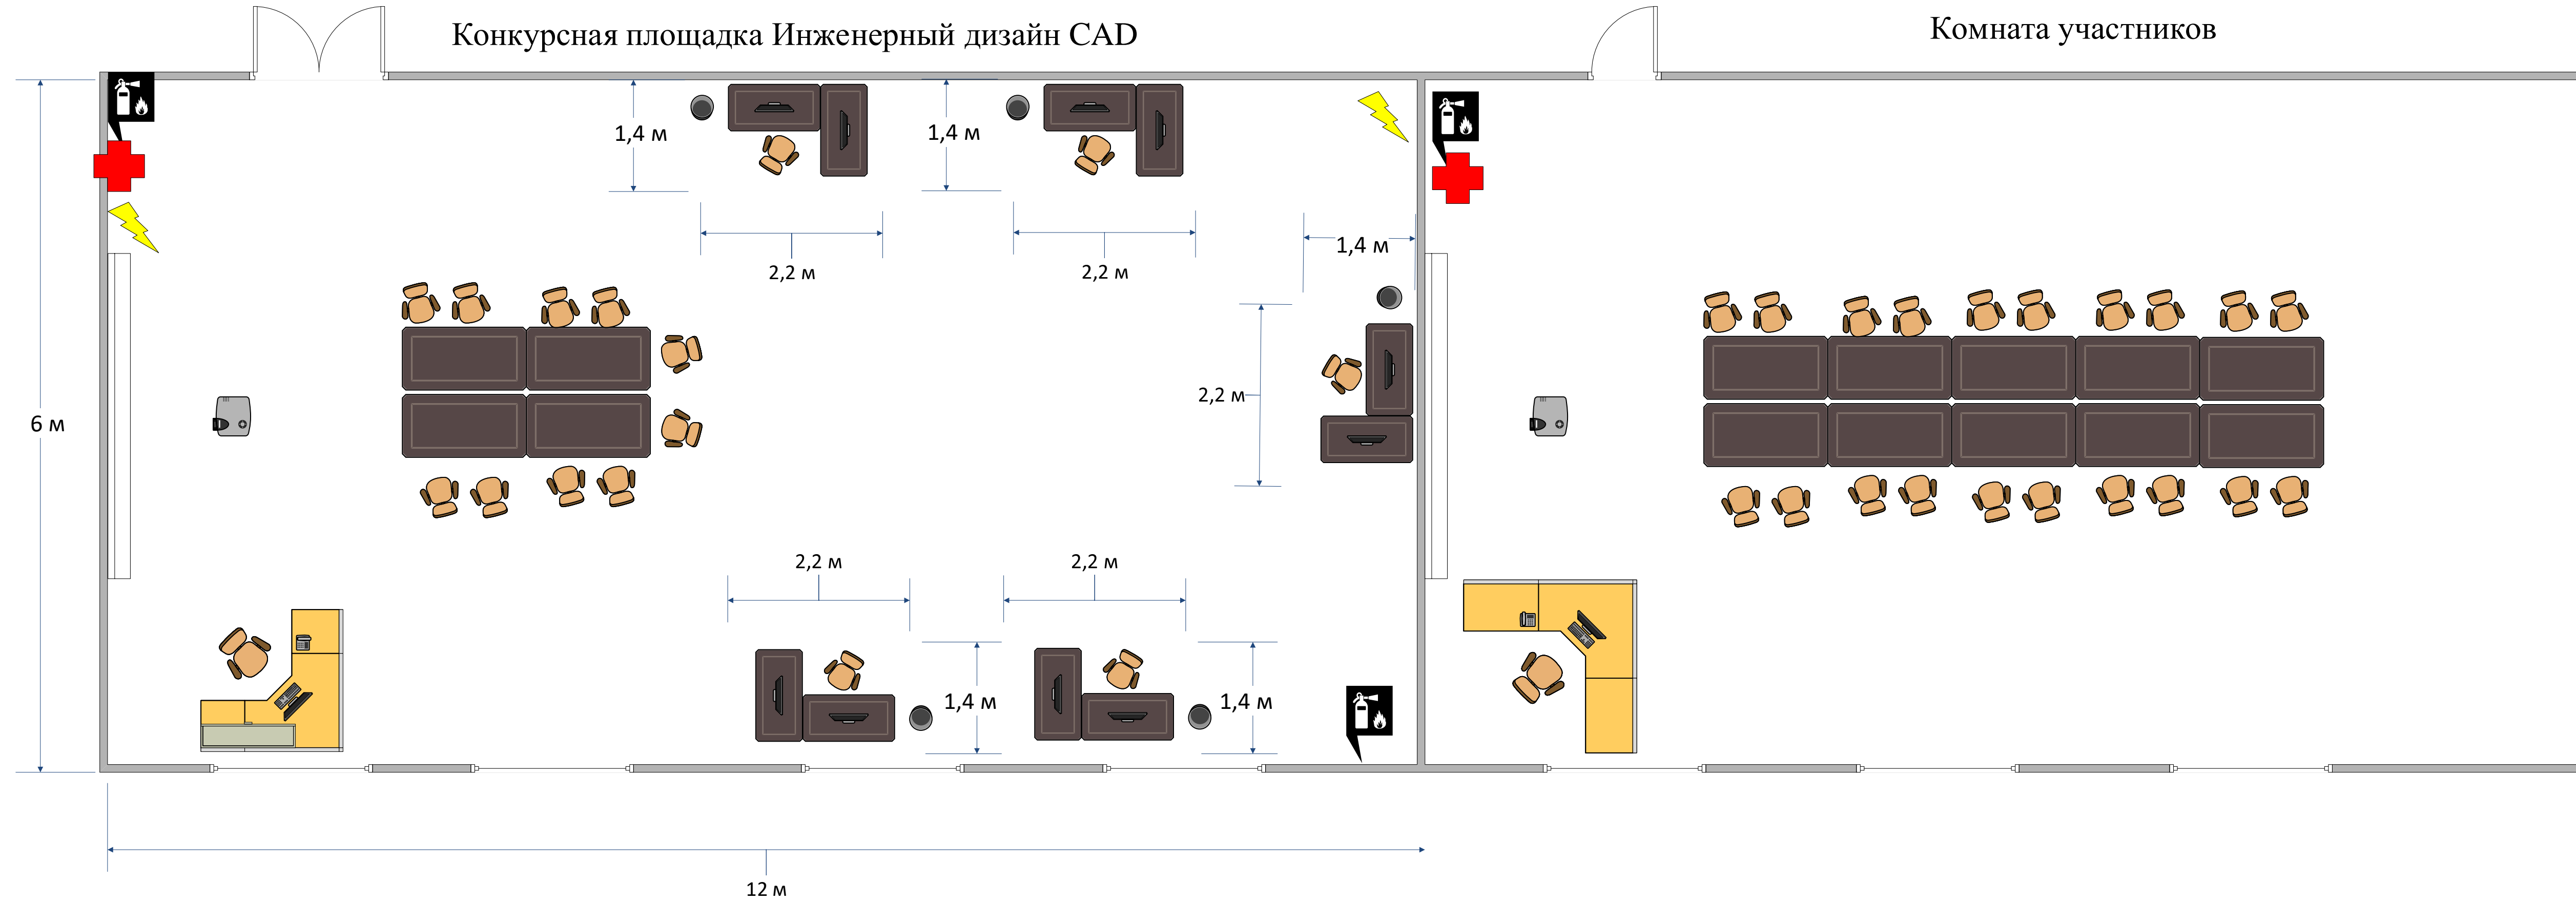 Конкурсная площадка Инженерный дизайн CAD
Комната участников
1,4 м
1,4 м
2,2 м
2,2 м
1,4 м
2,2 м
6 м
2,2 м
2,2 м
1,4 м
1,4 м
12 м